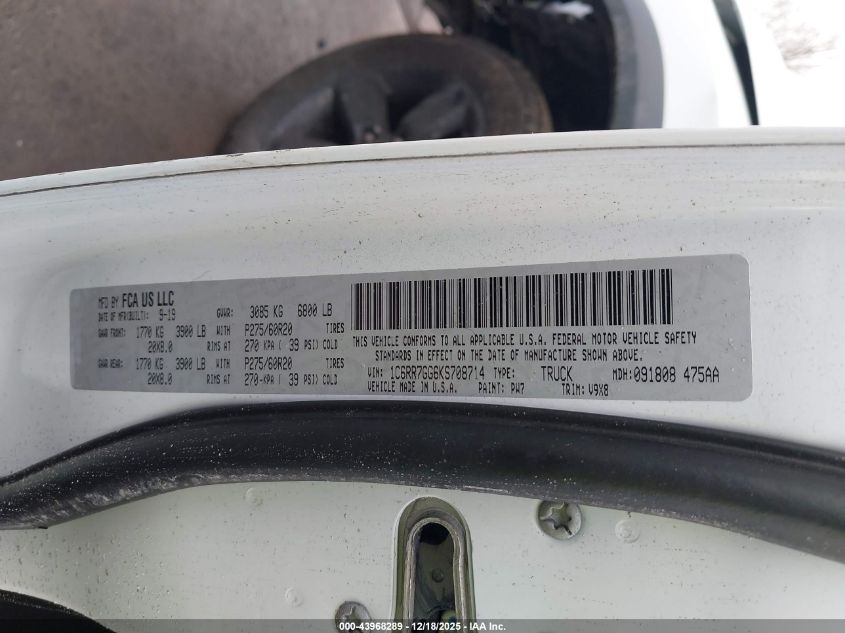 MFD BY FCA US LLC
DATE OF MFR(BUILT): 9-19 GVWR: 3085 KG 6800 LB
GAWR FRONT: 1770 KG 3900 LB WITH P275/60R20 TIRES
20X8.0 RIMS AT 270 KPA ( 39 PSI) COLD
GAWR REAR: 1770 KG 3900 LB WITH P275/60R20 TIRES
20X8.0 RIMS AT 270-KPA ( 39 PSI) COLD
THIS VEHICLE CONFORMS TO ALL APPLICABLE U.S.A. FEDERAL MOTOR VEHICLE SAFETY
STANDARDS IN EFFECT ON THE DATE OF MANUFACTURE SHOWN ABOVE.
VIN: 1C6RR7GG6KS708714 TYPE: TRUCK MDH: 091808 475AA
VEHICLE MADE IN U.S.A. PAINT: PW7 TRIM: V9X8
000-43968289 - 12/18/2025 - IAA Inc.